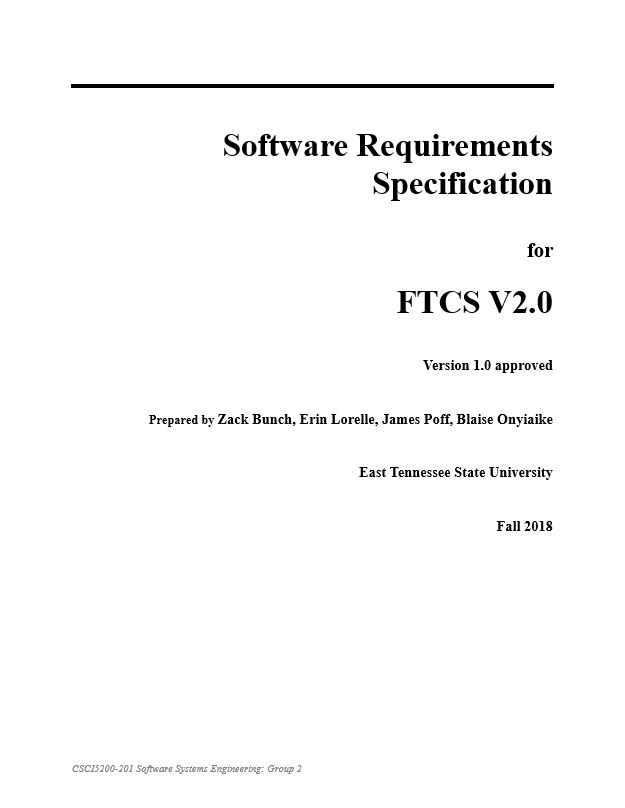 Software Requirements
Specification
for
FTCS V2.0
Version 1.0 approved
Prepared by Zack Bunch, Erin Lorelle, James Poff, Blaise Onyiaike
East Tennessee State University
Fall 2018
CSCI5200-201 Software Systems Engineering: Group 2